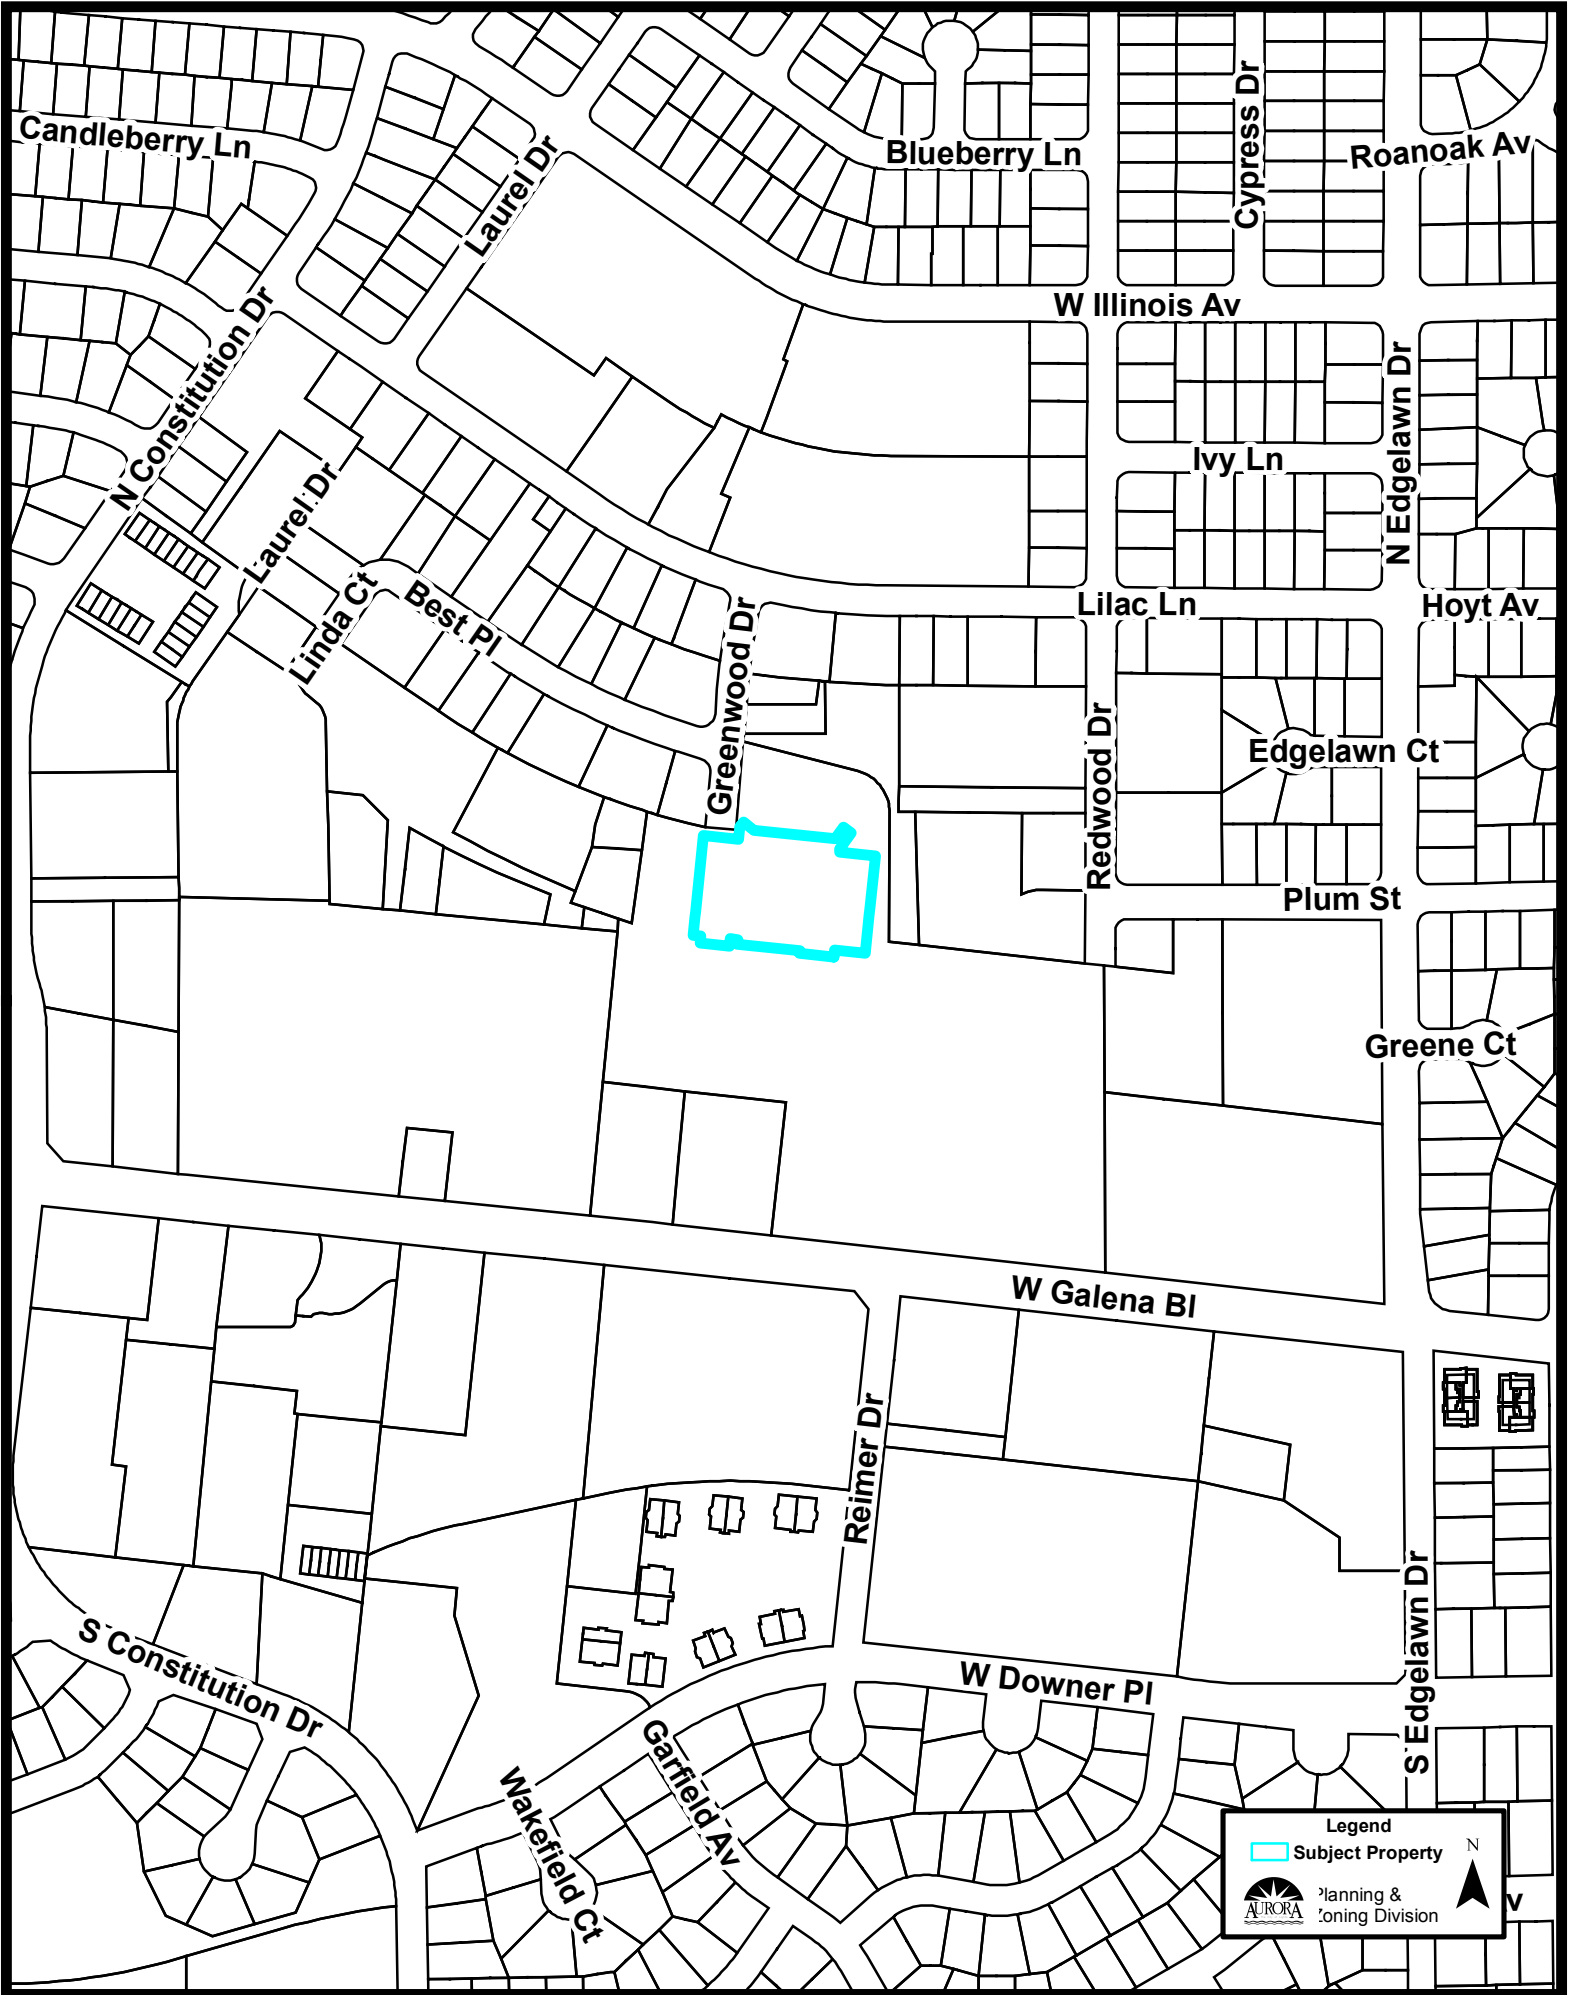 Candleberry Ln
Blueberry Ln
Cypress Dr
Roanoak Av
Laurel Dr
W Illinois Av
N Constitution Dr
N Edgelawn Dr
Ivy Ln
Laurel Dr
Linda Ct
Best Pl
Greenwood Dr
Lilac Ln
Hoyt Av
Redwood Dr
Edgelawn Ct
Plum St
Greene Ct
W Galena Bl
Reimer Dr
S Edgelawn Dr
S Constitution Dr
W Downer Pl
Garfield Av
Wakefield Ct
Legend
Subject Property
N
AURORA
Planning &
Zoning Division